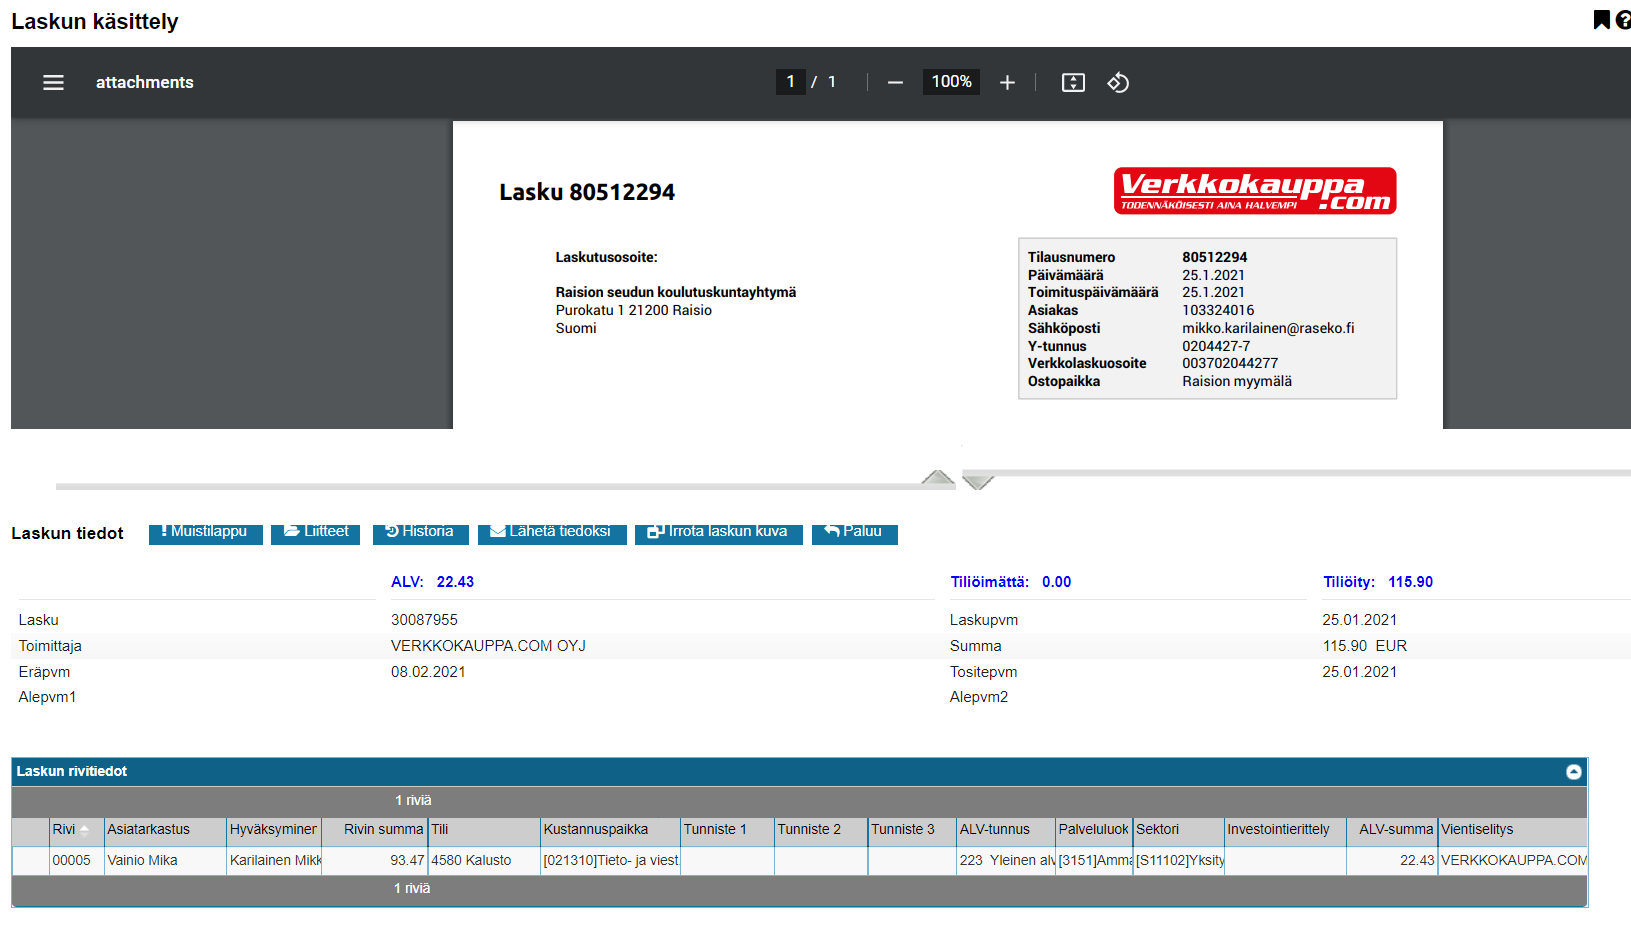 Laskun käsittely
attachments
1 / 1
100%
Lasku 80512294
Verkkokauppa
.com
TODENNÄKÖISESTI AINA HALVEMPI
Laskutusosoite:
Raision seudun koulutuskuntayhtymä
Purokatu 1 21200 Raisio
Suomi
Tilausnumero 80512294
Päivämäärä 25.1.2021
Toimituspäivämäärä 25.1.2021
Asiakas 103324016
Sähköposti mikko.karilainen@raseko.fi
Y-tunnus 0204427-7
Verkkolaskuosoite 003702044277
Ostopaikka Raision myymälä
Laskun tiedot Muistilappu Liitteet Historia Lähetä tiedoksi Irrota laskun kuva Paluu
ALV: 22.43 Tiliöimättä: 0.00 Tiliöity: 115.90
Lasku 30087955 Laskupvm 25.01.2021
Toimittaja VERKKOKAUPPA.COM OYJ Summa 115.90 EUR
Eräpvm 08.02.2021 Tositepvm 25.01.2021
Alepvm1 Alepvm2
Laskun rivitiedot
1 riviä
Rivi Asiatarkastus Hyväksyminer Rivin summa Tili Kustannuspaikka Tunniste 1 Tunniste 2 Tunniste 3 ALV-tunnus Palveluluok Sektori Investointierittely ALV-summa Vientiselitys
00005 Vainio Mika Karilainen Mikk 93.47 4580 Kalusto [021310]Tieto- ja viest 223 Yleinen alv [3151]Amma [S11102]Yksity 22.43 VERKKOKAUPPA.COM
1 riviä